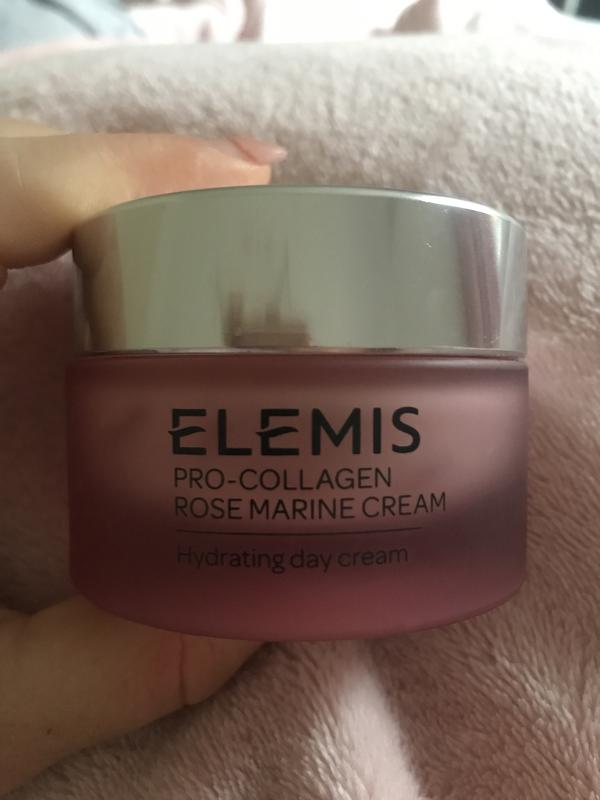 ELEMIS
PRO-COLLAGEN
ROSE MARINE CREAM
Hydrating day cream